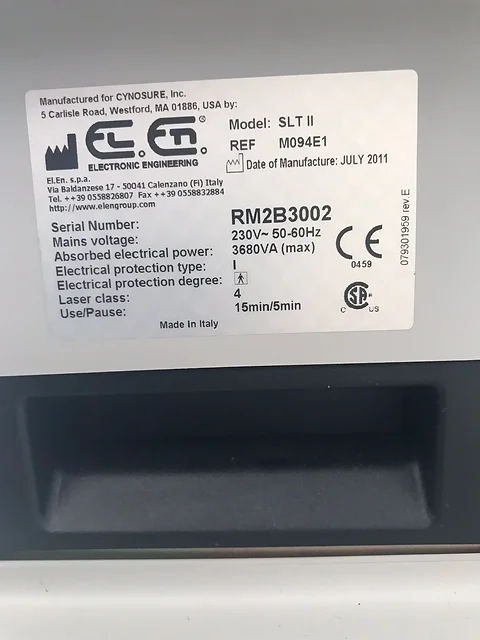 Manufactured for CYNOSURE, Inc.
5 Carlisle Road, Westford, MA 01886, USA by:
EL.En.®
ELECTRONIC ENGINEERING
El.En. s.p.a.
Via Baldanzese 17 - 50041 Calenzano (Fi) Italy
Tel. ++39 0558826807 Fax ++39 0558832884
http://www.elengroup.com
Model: SLT II
REF M094E1
Date of Manufacture: JULY 2011
Serial Number: RM2B3002
Mains voltage: 230V~ 50-60Hz
Absorbed electrical power: 3680VA (max)
Electrical protection type: I
Electrical protection degree:
Laser class: 4
Use/Pause: 15min/5min
Made in Italy
CE
0459
SA®
C US
079301959 rev.E